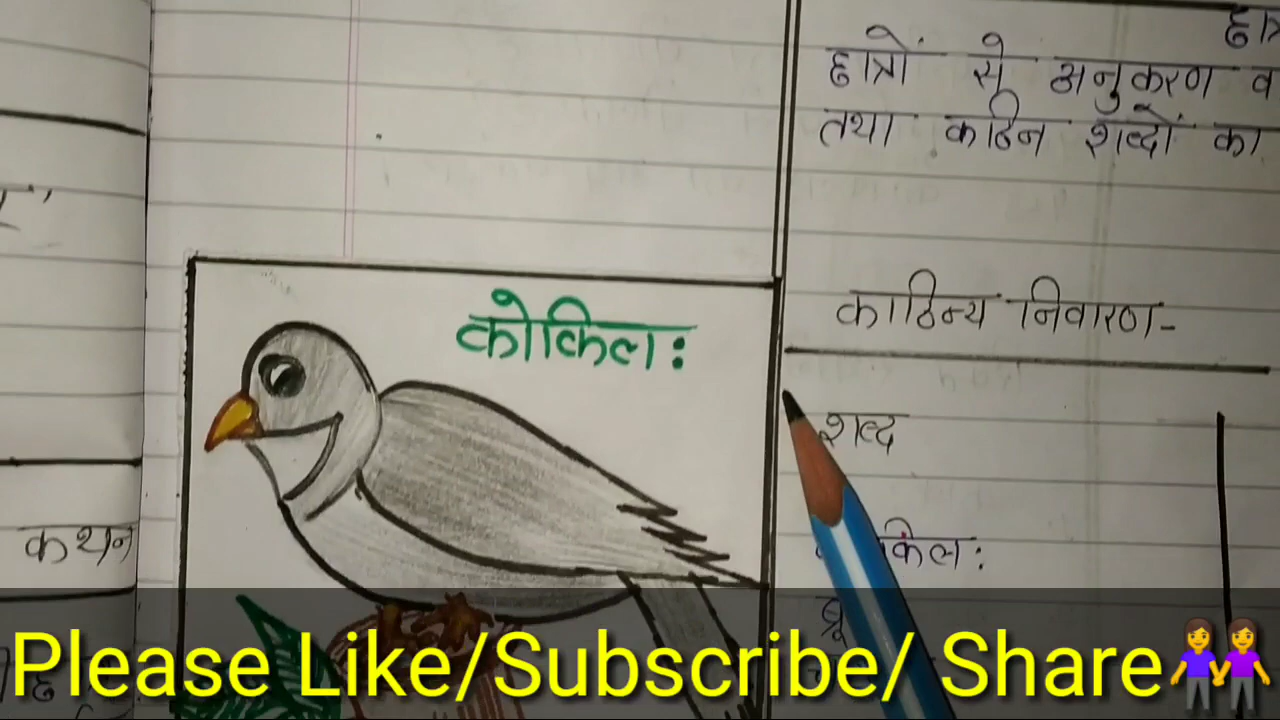 छात्रों से अनुकरण
तथा कठिन शब्दों का
काठिन्य निवारण-
शब्द
कोकिलः
कथन
Please Like/Subscribe/ Share